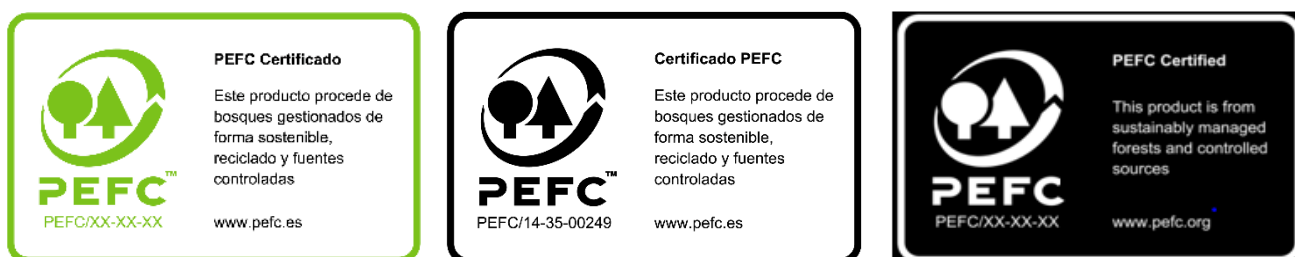 PEFC Certificado
Este producto procede de
bosques gestionados de
forma sostenible,
reciclado y fuentes
controladas
PEFC™
PEFC/XX-XX-XX
www.pefc.es
Certificado PEFC
Este producto procede de
bosques gestionados de
forma sostenible,
reciclado y fuentes
controladas
PEFC™
PEFC/14-35-00249
www.pefc.es
PEFC Certified
This product is from
sustainably managed
forests and controlled
sources
PEFC
PEFC/XX-XX-XX
www.pefc.org